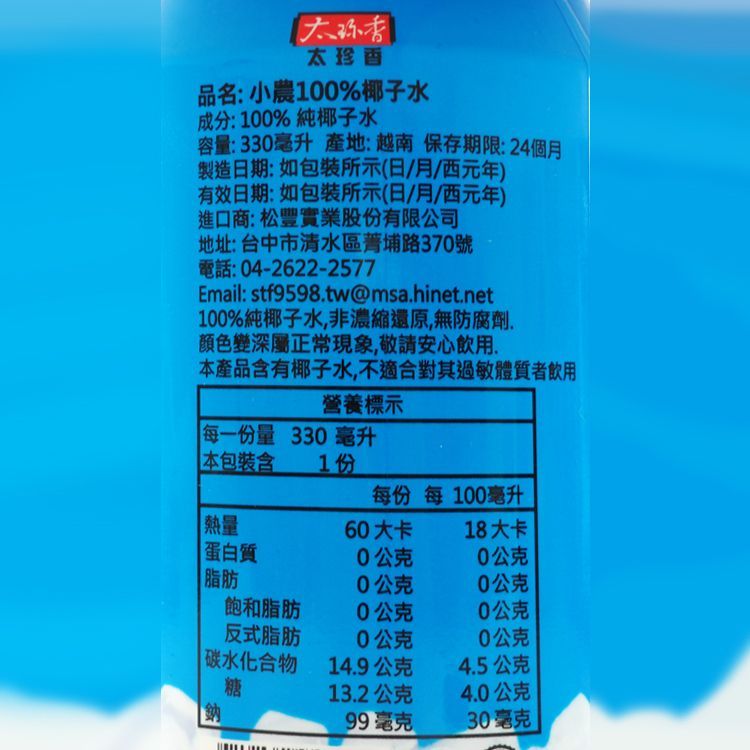 太珍香
太珍香
品名: 小農100%椰子水
成分: 100% 純椰子水
容量: 330毫升 產地: 越南 保存期限: 24個月
製造日期: 如包裝所示(日/月/西元年)
有效日期: 如包裝所示(日/月/西元年)
進口商: 松豐實業股份有限公司
地址: 台中市清水區菁埔路370號
電話: 04-2622-2577
Email: stf9598.tw@msa.hinet.net
100%純椰子水,非濃縮還原,無防腐劑.
顏色變深屬正常現象,敬請安心飲用.
本產品含有椰子水,不適合對其過敏體質者飲用
營養標示
每一份量 330 毫升
本包裝含 1 份
每份 每 100毫升
熱量 60 大卡 18 大卡
蛋白質 0 公克 0 公克
脂肪 0 公克 0 公克
飽和脂肪 0 公克 0 公克
反式脂肪 0 公克 0 公克
碳水化合物 14.9 公克 4.5 公克
糖 13.2 公克 4.0 公克
鈉 99 毫克 30 毫克